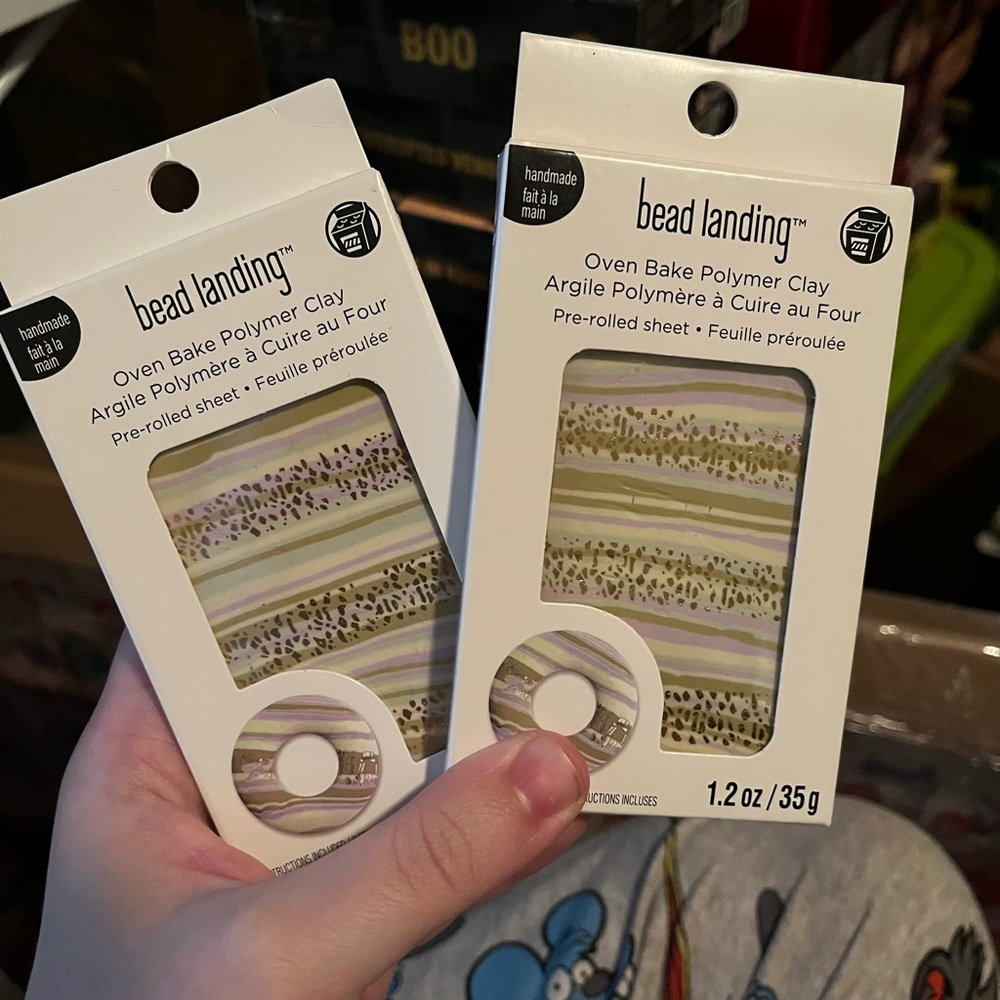 BOO
handmade
fait à la
main
bead landing™
Oven Bake Polymer Clay
Argile Polymère à Cuire au Four
Pre-rolled sheet • Feuille préroulée
handmade
fait à la
main
bead landing™
Oven Bake Polymer Clay
Argile Polymère à Cuire au Four
Pre-rolled sheet • Feuille préroulée
1.2 oz / 35g